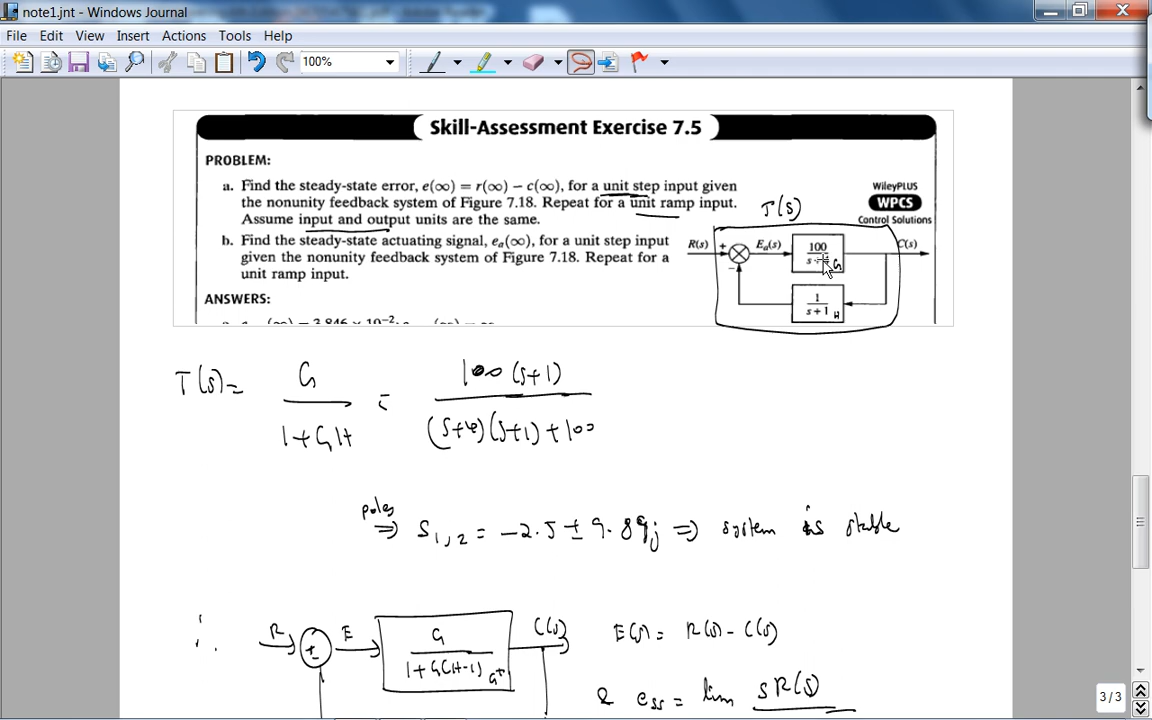 note1.jnt - Windows Journal
File Edit View Insert Actions Tools Help
100%
Skill-Assessment Exercise 7.5
PROBLEM:
a. Find the steady-state error, e(∞) = r(∞) − c(∞), for a unit step input given
the nonunity feedback system of Figure 7.18. Repeat for a unit ramp input.
Assume input and output units are the same.
b. Find the steady-state actuating signal, eₐ(∞), for a unit step input
given the nonunity feedback system of Figure 7.18. Repeat for a
unit ramp input.
ANSWERS:
WileyPLUS
WPCS
Control Solutions
T(s)
R(s) + Eₐ(s) 100 C(s)
G
−
1
s+1 H
T(s) = G / 1+GH = 100(s+1) / (s+4)(s+1)+100
poles
⇒ S₁,₂ = −2.5 ± 9.89j ⇒ system is stable
∴ R ± E G / 1+G(H-1) C(s) E(s) = R(s) - C(s)
& ess = lim sR(s)
3/3